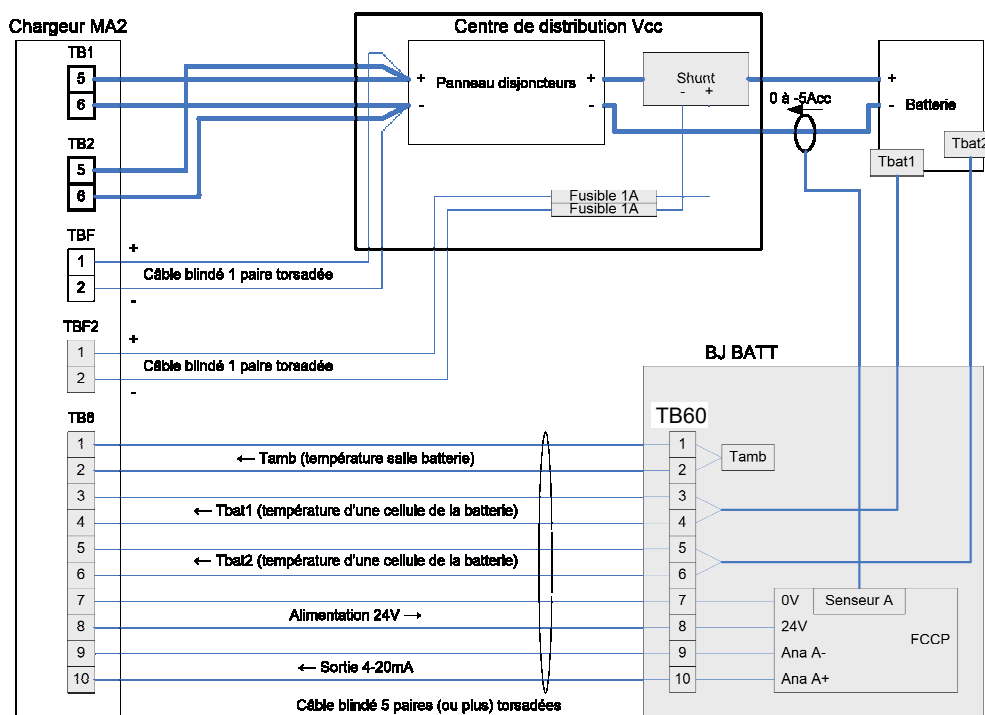 Chargeur MA2
Centre de distribution Vcc
TB1
5
6
TB2
5
6
TBF
1
2
+
Câble blindé 1 paire torsadée
-
TBF2
1
2
+
Câble blindé 1 paire torsadée
-
+
-
Panneau disjoncteurs
+
-
Shunt
- +
Fusible 1A
Fusible 1A
0 à -5Acc
+
-
Batterie
Tbat1
Tbat2
BJ BATT
TB6
1
2
3
4
5
6
7
8
9
10
← Tamb (température salle batterie)
← Tbat1 (température d'une cellule de la batterie)
← Tbat2 (température d'une cellule de la batterie)
Alimentation 24V →
← Sortie 4-20mA
Câble blindé 5 paires (ou plus) torsadées
TB60
1
2
3
4
5
6
7
8
9
10
Tamb
0V
Senseur A
24V
FCCP
Ana A-
Ana A+